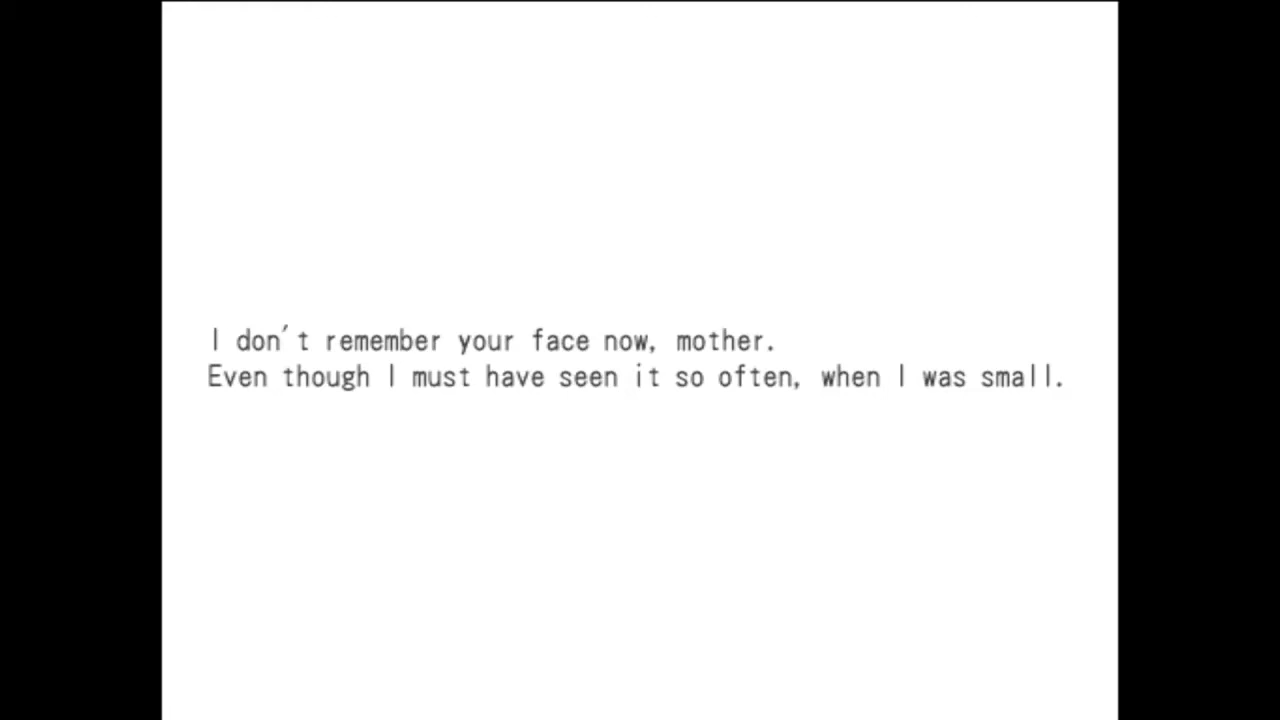 I don't remember your face now, mother.
Even though I must have seen it so often, when I was small.